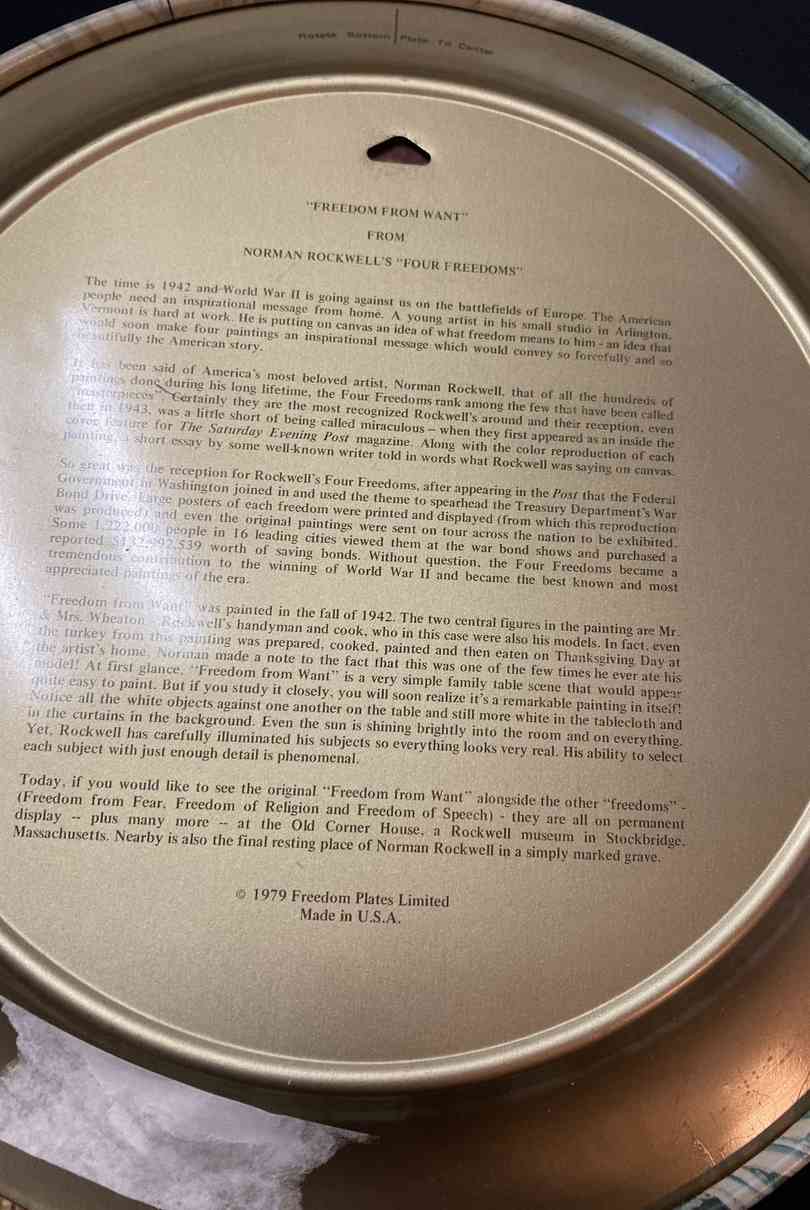 Rotate Bottom Plate To Center
"FREEDOM FROM WANT"
FROM
NORMAN ROCKWELL'S "FOUR FREEDOMS"
The time is 1942 and World War II is going against us on the battlefields of Europe. The American
people need an inspirational message from home. A young artist in his small studio in Arlington,
Vermont is hard at work. He is putting on canvas an idea of what freedom means to him - an idea that
would soon make four paintings an inspirational message which would convey so forcefully and so
beautifully the American story.
It has been said of America's most beloved artist, Norman Rockwell, that of all the hundreds of
paintings done during his long lifetime, the Four Freedoms rank among the few that have been called
"masterpieces". Certainly they are the most recognized Rockwell's around and their reception, even
then in 1943, was a little short of being called miraculous – when they first appeared as an inside the
cover feature for The Saturday Evening Post magazine. Along with the color reproduction of each
painting, a short essay by some well-known writer told in words what Rockwell was saying on canvas.
So great was the reception for Rockwell's Four Freedoms, after appearing in the Post that the Federal
Government in Washington joined in and used the theme to spearhead the Treasury Department's War
Bond Drive. Large posters of each freedom were printed and displayed (from which this reproduction
was produced) and even the original paintings were sent on tour across the nation to be exhibited.
Some 1,222,000 people in 16 leading cities viewed them at the war bond shows and purchased a
reported $132,992,539 worth of saving bonds. Without question, the Four Freedoms became a
tremendous contribution to the winning of World War II and became the best known and most
appreciated paintings of the era.
"Freedom from Want" was painted in the fall of 1942. The two central figures in the painting are Mr.
& Mrs. Wheaton - Rockwell's handyman and cook, who in this case were also his models. In fact, even
the turkey from this painting was prepared, cooked, painted and then eaten on Thanksgiving Day at
the artist's home. Norman made a note to the fact that this was one of the few times he ever ate his
model! At first glance, "Freedom from Want" is a very simple family table scene that would appear
quite easy to paint. But if you study it closely, you will soon realize it's a remarkable painting in itself!
Notice all the white objects against one another on the table and still more white in the tablecloth and
in the curtains in the background. Even the sun is shining brightly into the room and on everything.
Yet, Rockwell has carefully illuminated his subjects so everything looks very real. His ability to select
each subject with just enough detail is phenomenal.
Today, if you would like to see the original "Freedom from Want" alongside the other "freedoms" -
(Freedom from Fear, Freedom of Religion and Freedom of Speech) - they are all on permanent
display -- plus many more -- at the Old Corner House, a Rockwell museum in Stockbridge,
Massachusetts. Nearby is also the final resting place of Norman Rockwell in a simply marked grave.
© 1979 Freedom Plates Limited
Made in U.S.A.